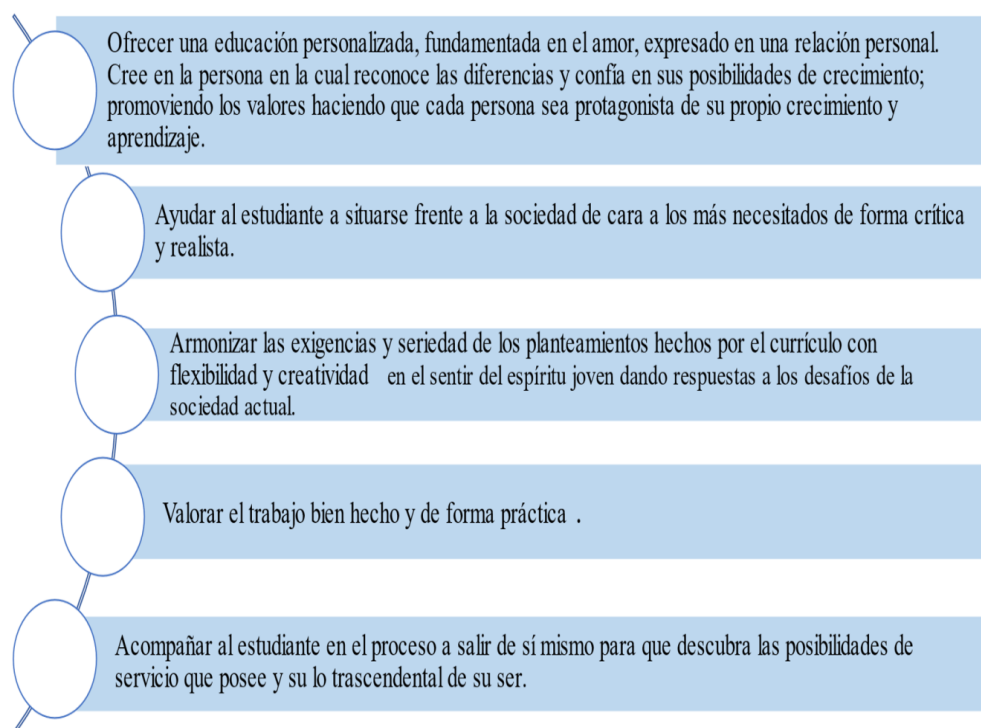 Ofrecer una educación personalizada, fundamentada en el amor, expresado en una relación personal.
Cree en la persona en la cual reconoce las diferencias y confía en sus posibilidades de crecimiento;
promoviendo los valores haciendo que cada persona sea protagonista de su propio crecimiento y
aprendizaje.
Ayudar al estudiante a situarse frente a la sociedad de cara a los más necesitados de forma crítica
y realista.
Armonizar las exigencias y seriedad de los planteamientos hechos por el currículo con
flexibilidad y creatividad en el sentir del espíritu joven dando respuestas a los desafíos de la
sociedad actual.
Valorar el trabajo bien hecho y de forma práctica .
Acompañar al estudiante en el proceso a salir de sí mismo para que descubra las posibilidades de
servicio que posee y su lo trascendental de su ser.